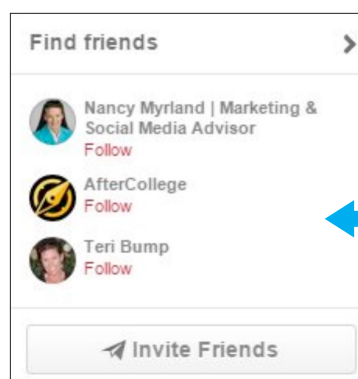 Find friends
Nancy Myrland | Marketing &
Social Media Advisor
Follow
AfterCollege
Follow
Teri Bump
Follow
Invite Friends